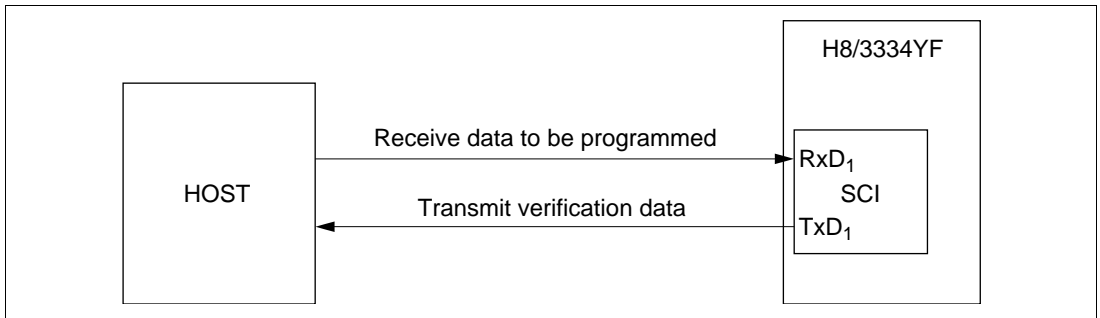 H8/3334YF
Receive data to be programmed
RxD₁
HOST
SCI
Transmit verification data
TxD₁